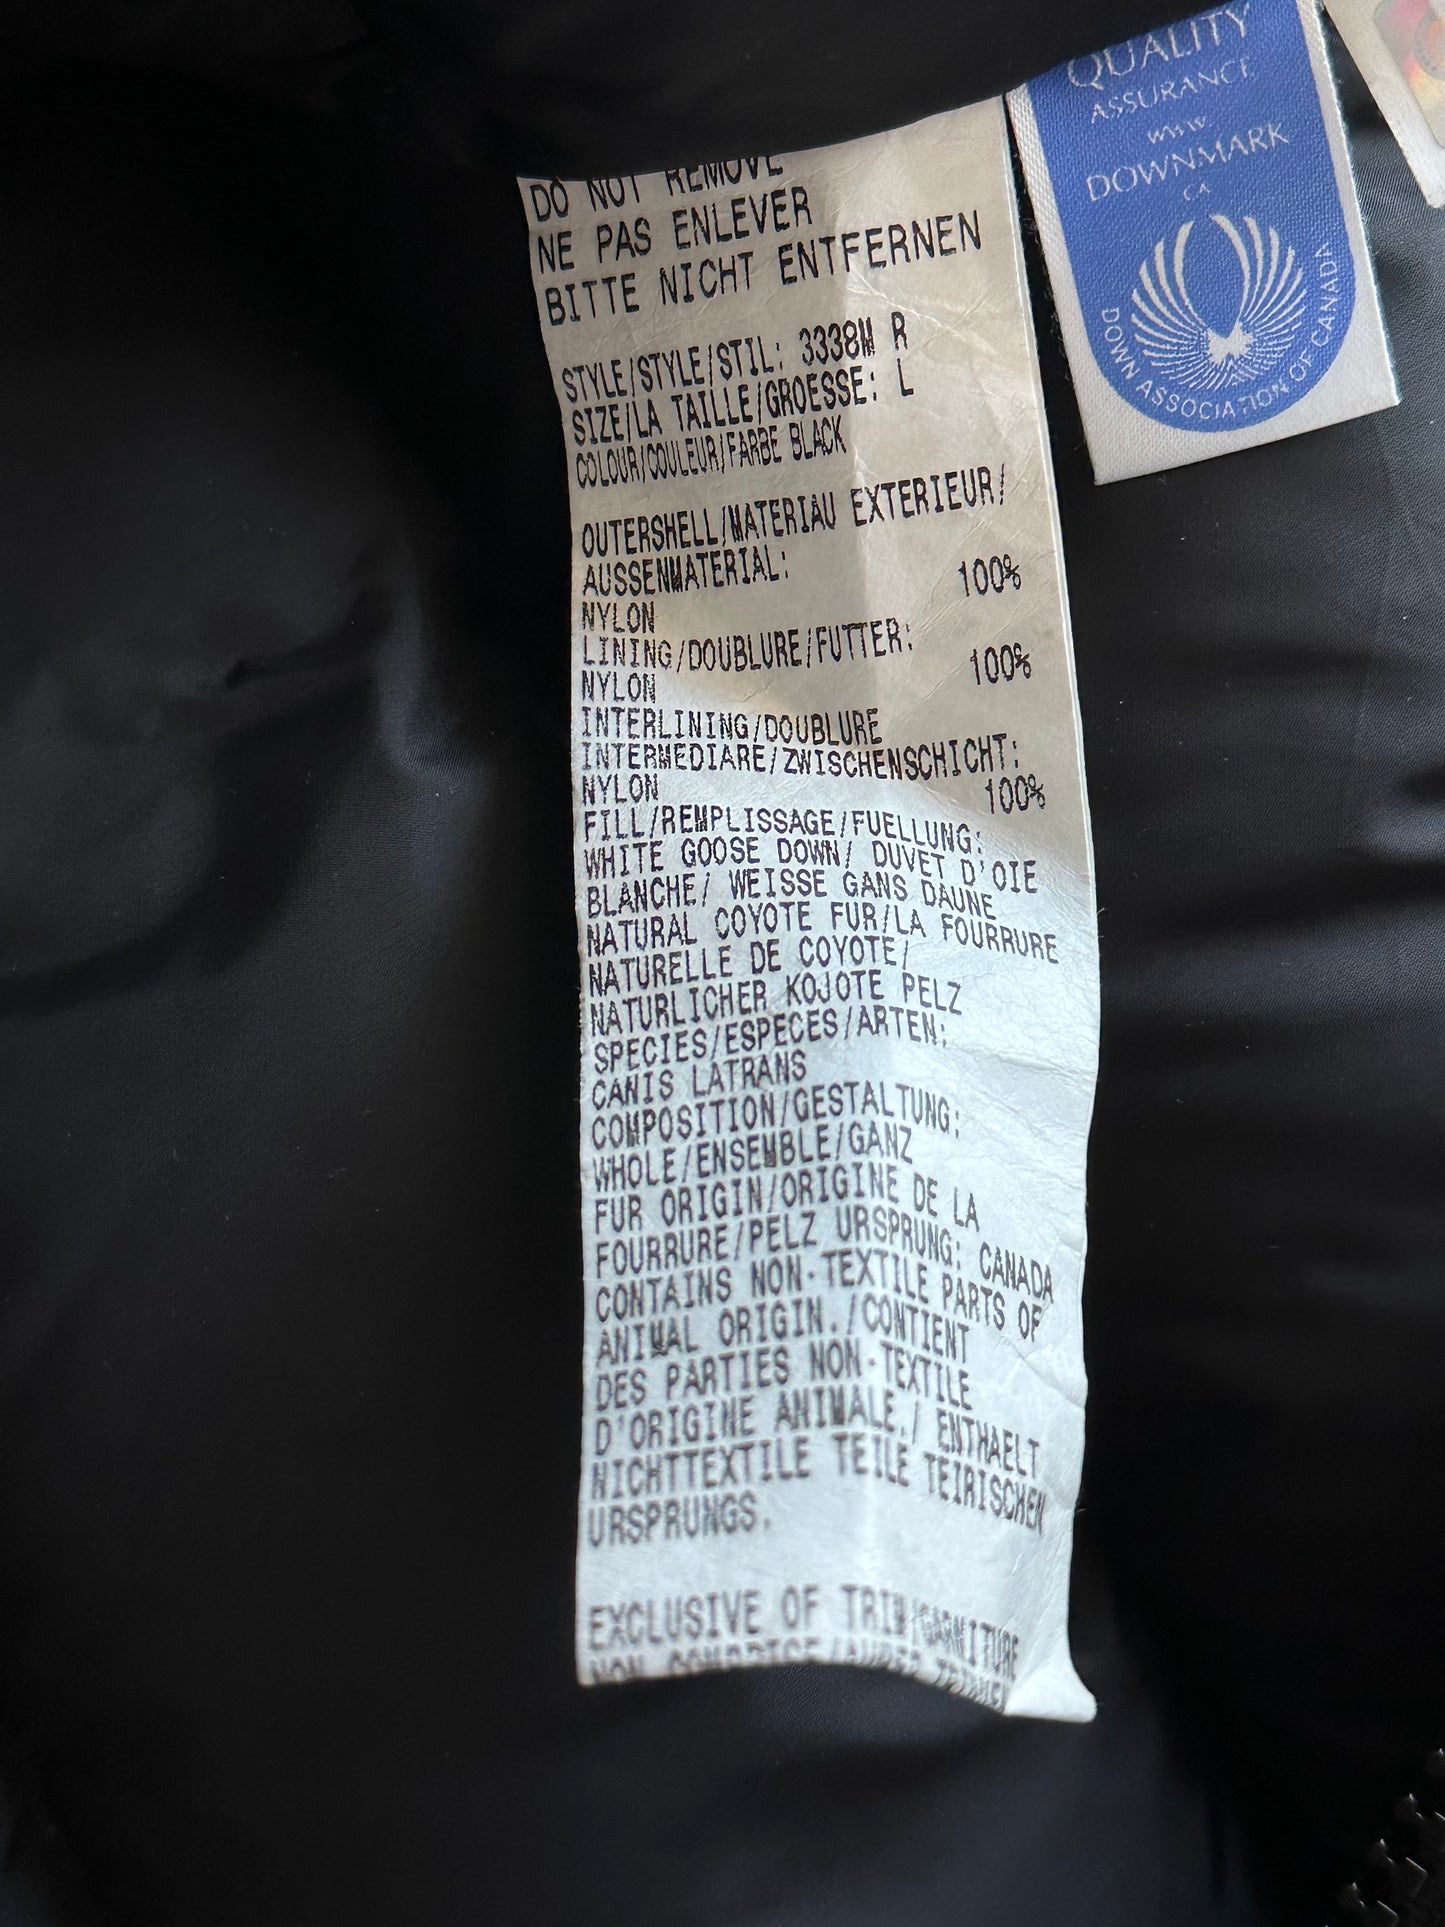 DO NOT REMOVE
NE PAS ENLEVER
BITTE NICHT ENTFERNEN
STYLE/STYLE/STIL: 3338M R
SIZE/LA TAILLE/GROESSE: L
COLOUR/COULEUR/FARBE BLACK
OUTERSHELL/MATERIAU EXTERIEUR/
AUSSENMATERIAL:
NYLON 100%
LINING/DOUBLURE/FUTTER:
NYLON 100%
INTERLINING/DOUBLURE
INTERMEDIARE/ZWISCHENSCHICHT:
NYLON 100%
FILL/REMPLISSAGE/FUELLUNG:
WHITE GOOSE DOWN/ DUVET D'OIE
BLANCHE/ WEISSE GANS DAUNE
NATURAL COYOTE FUR/LA FOURRURE
NATURELLE DE COYOTE/
NATURLICHER KOJOTE PELZ
SPECIES/ESPECES/ARTEN:
CANIS LATRANS
COMPOSITION/GESTALTUNG:
WHOLE/ENSEMBLE/GANZ
FUR ORIGIN/ORIGINE DE LA
FOURRURE/PELZ URSPRUNG: CANADA
CONTAINS NON-TEXTILE PARTS OF
ANIMAL ORIGIN./CONTIENT
DES PARTIES NON-TEXTILE
D'ORIGINE ANIMALE./ ENTHAELT
NICHTTEXTILE TEILE TEIRISCHEN
URSPRUNGS.
EXCLUSIVE OF TRIM/GARNITURE
NON COMPRISE/AUSSER
QUALITY
ASSURANCE
www
DOWNMARK
CA
DOWN ASSOCIATION OF CANADA